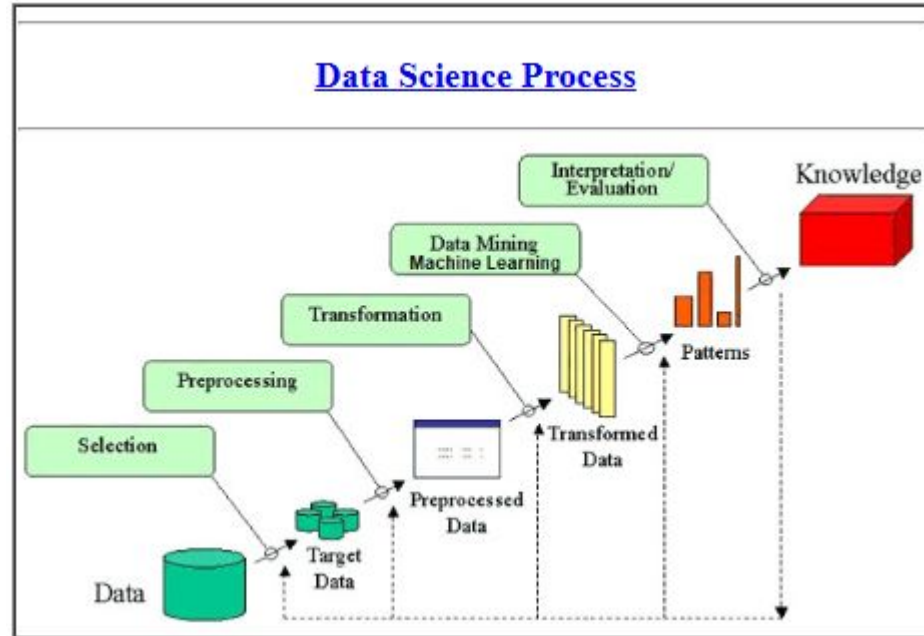 Data Science Process
Interpretation/
Evaluation
Knowledge
Data Mining
Machine Learning
Transformation
Patterns
Preprocessing
Transformed
Data
Selection
Preprocessed
Data
Target
Data
Data